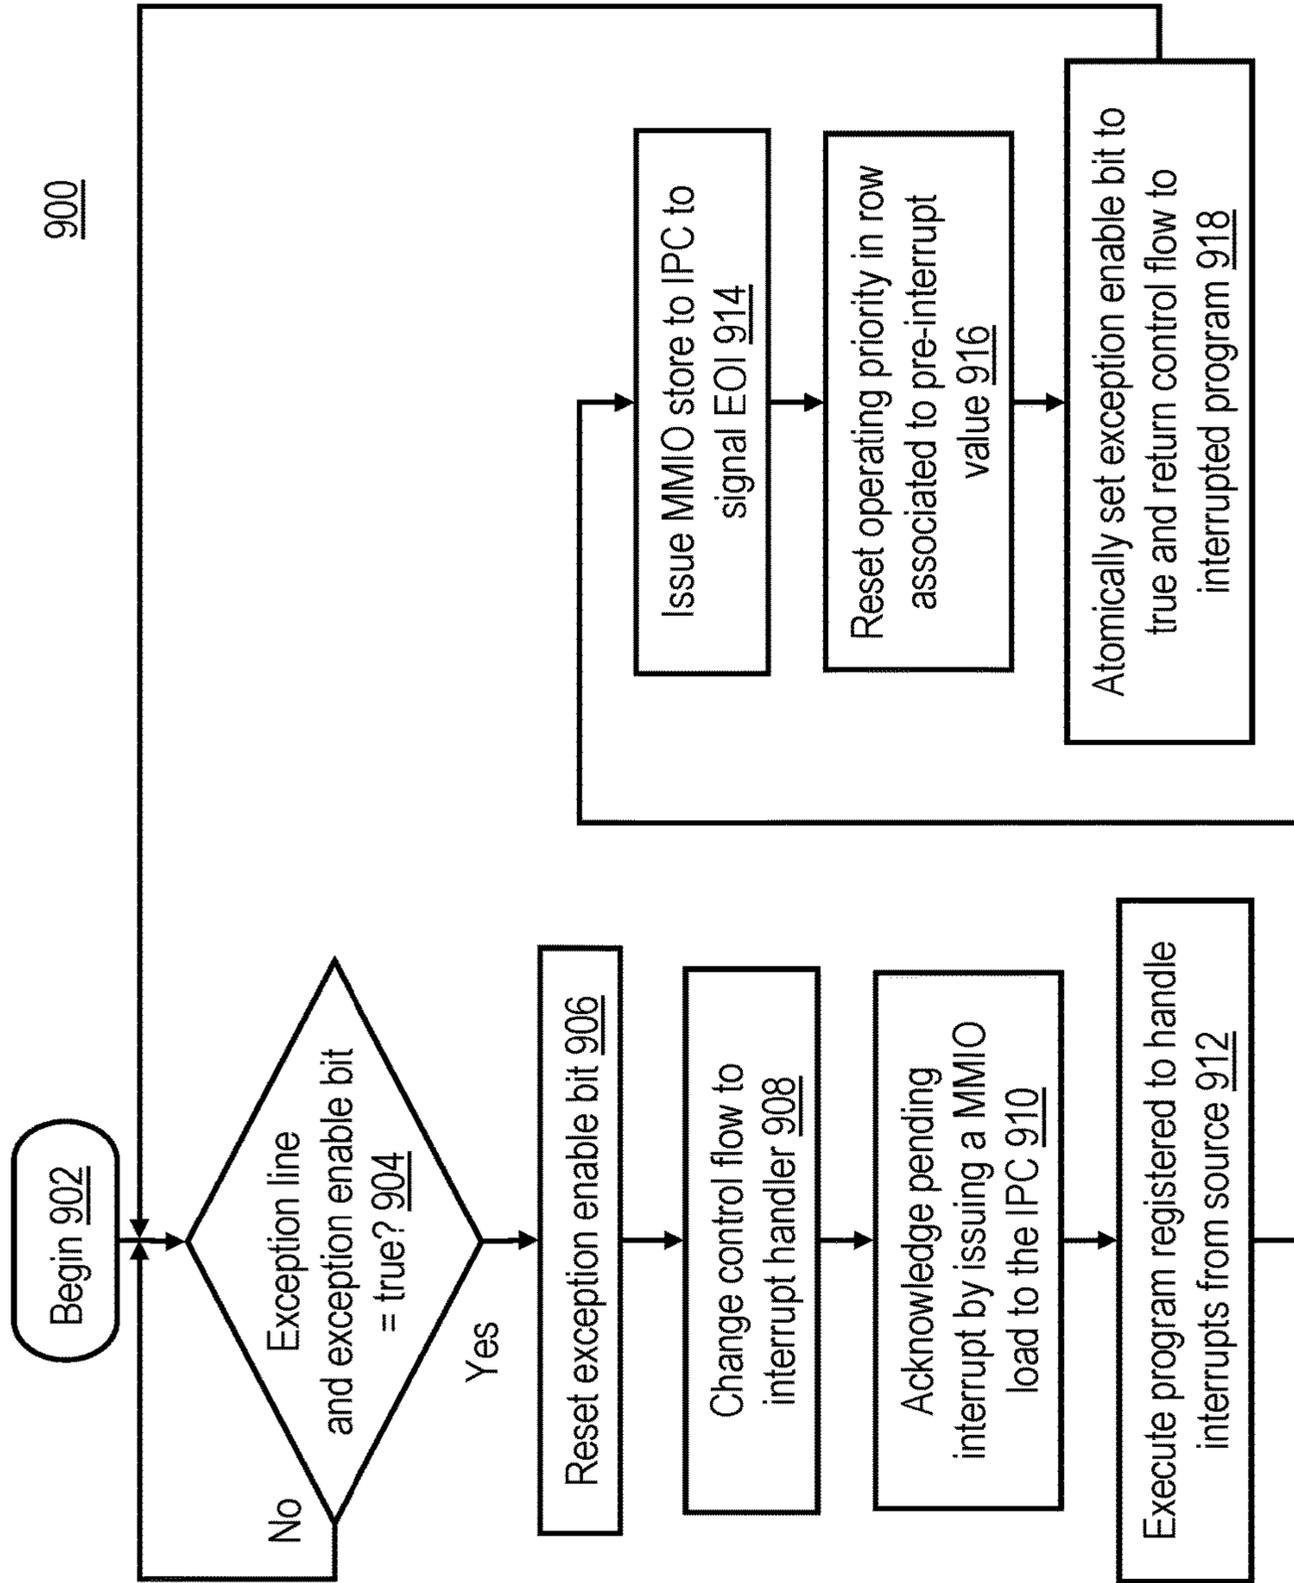 900
Begin 902
Exception line
and exception enable bit
= true? 904
No
Yes
Reset exception enable bit 906
Change control flow to
interrupt handler 908
Acknowledge pending
interrupt by issuing a MMIO
load to the IPC 910
Execute program registered to handle
interrupts from source 912
Issue MMIO store to IPC to
signal EOI 914
Reset operating priority in row
associated to pre-interrupt
value 916
Atomically set exception enable bit to
true and return control flow to
interrupted program 918